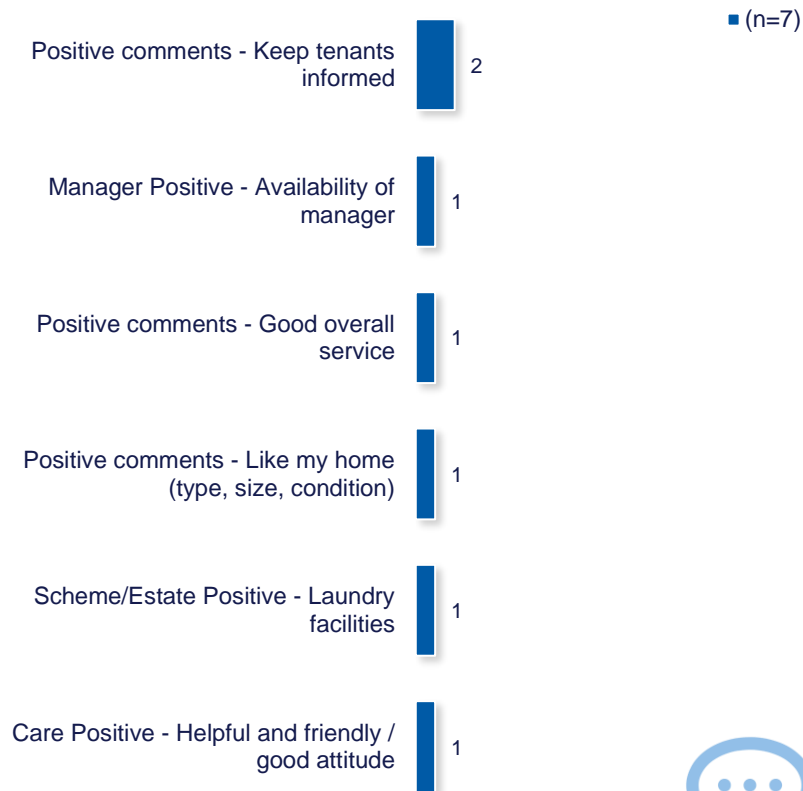 (n=7)
Positive comments - Keep tenants
informed
2
Manager Positive - Availability of
manager
1
Positive comments - Good overall
service
1
Positive comments - Like my home
(type, size, condition)
1
Scheme/Estate Positive - Laundry
facilities
1
Care Positive - Helpful and friendly /
good attitude
1